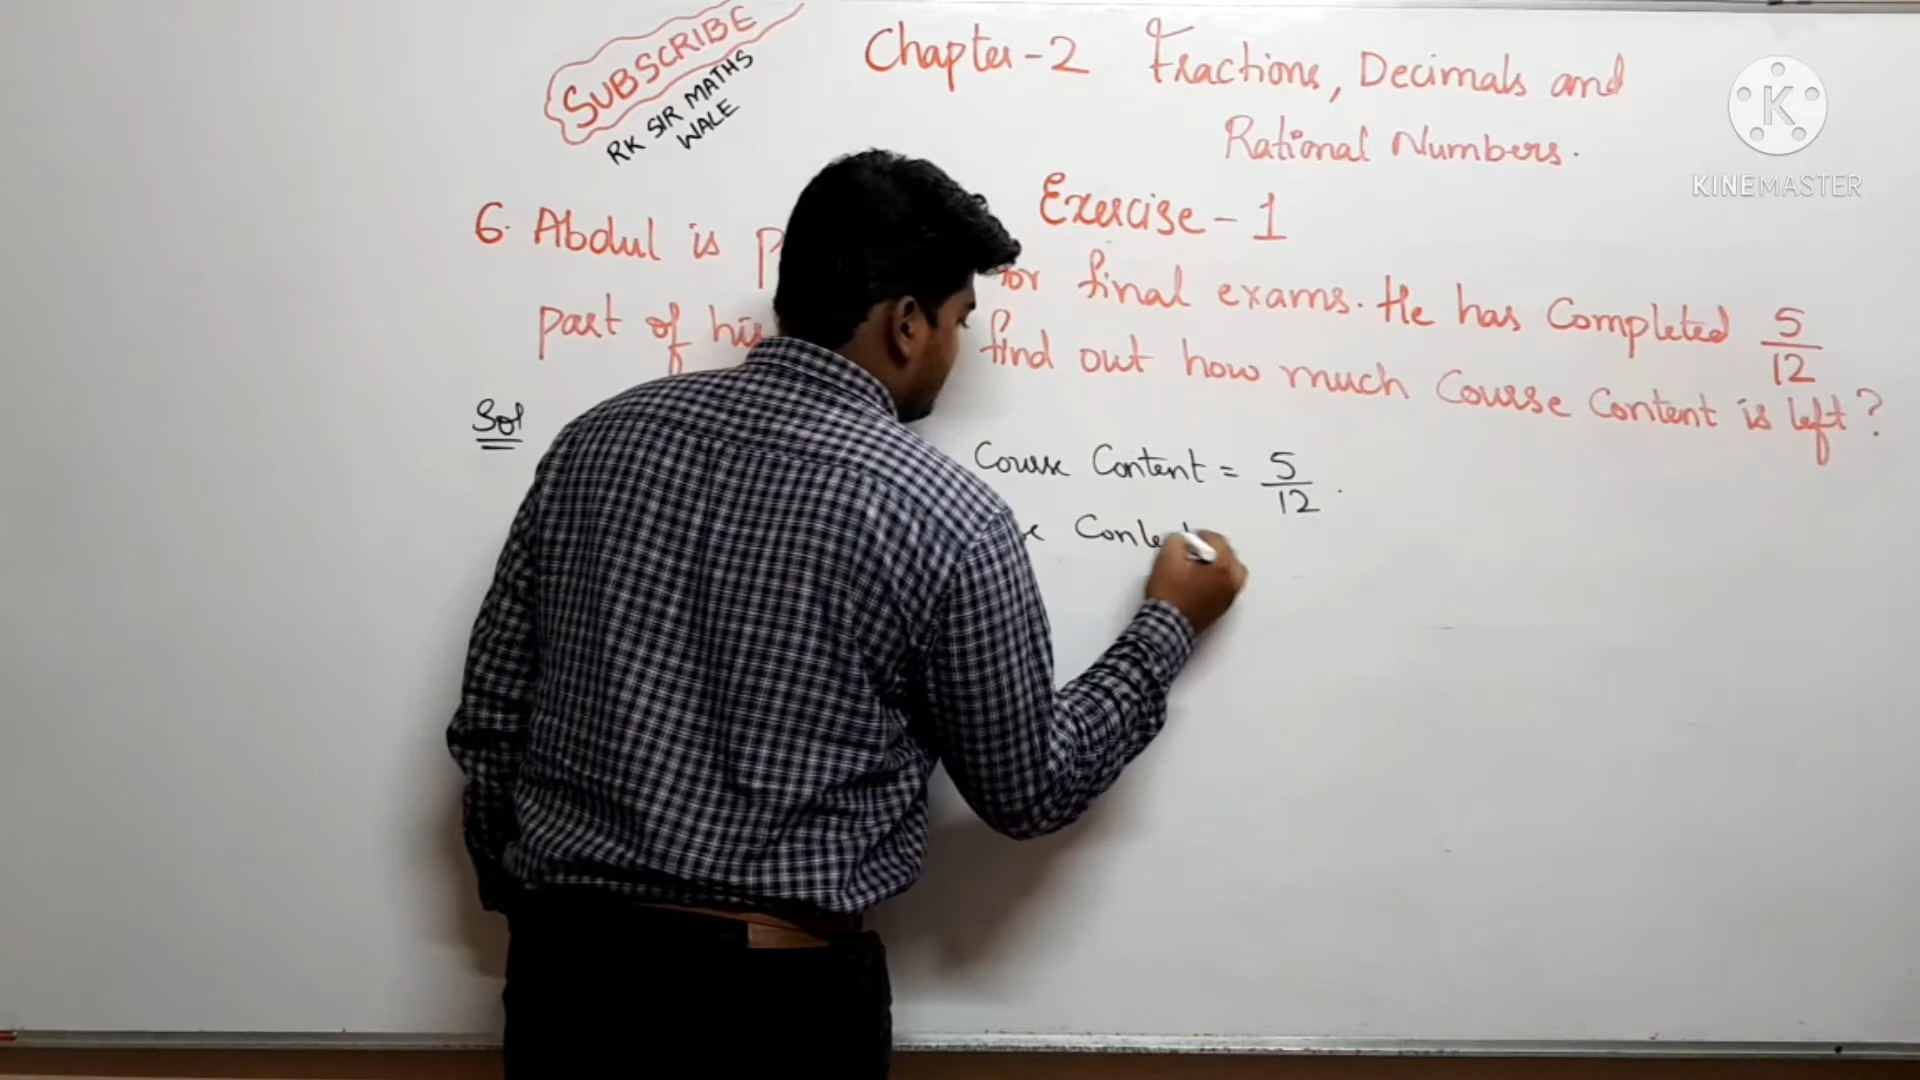 SUBSCRIBE
RK SIR MATHS
WALE
Chapter-2 Fractions, Decimals and
Rational Numbers.
KINEMASTER
Exercise-1
6. Abdul is for final exams. He has Completed 5/12
part of his find out how much Course Content is left?
Sol
Course Content = 5/12.
Conte